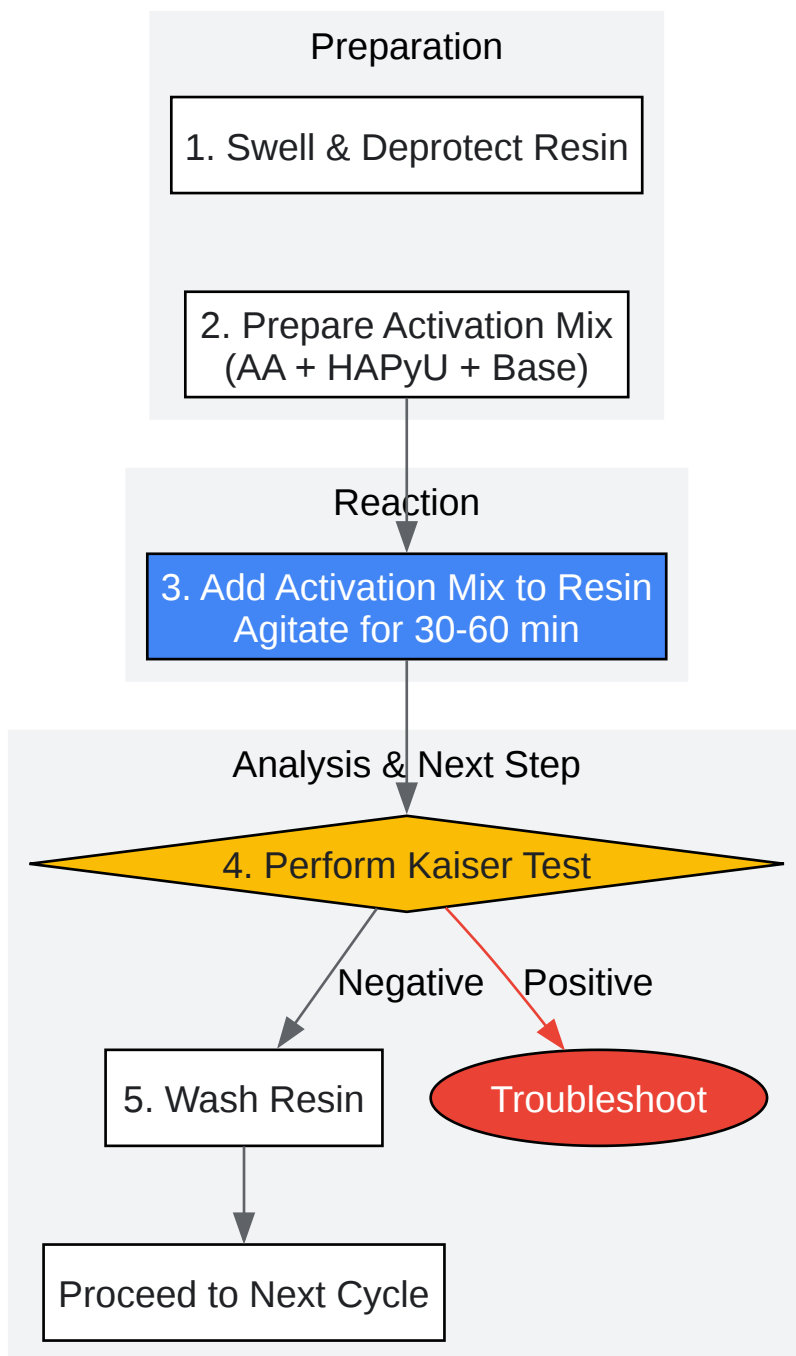 Preparation
1. Swell & Deprotect Resin
2. Prepare Activation Mix
(AA + HAPyU + Base)
Reaction
3. Add Activation Mix to Resin
Agitate for 30-60 min
Analysis & Next Step
4. Perform Kaiser Test
Negative
Positive
5. Wash Resin
Troubleshoot
Proceed to Next Cycle